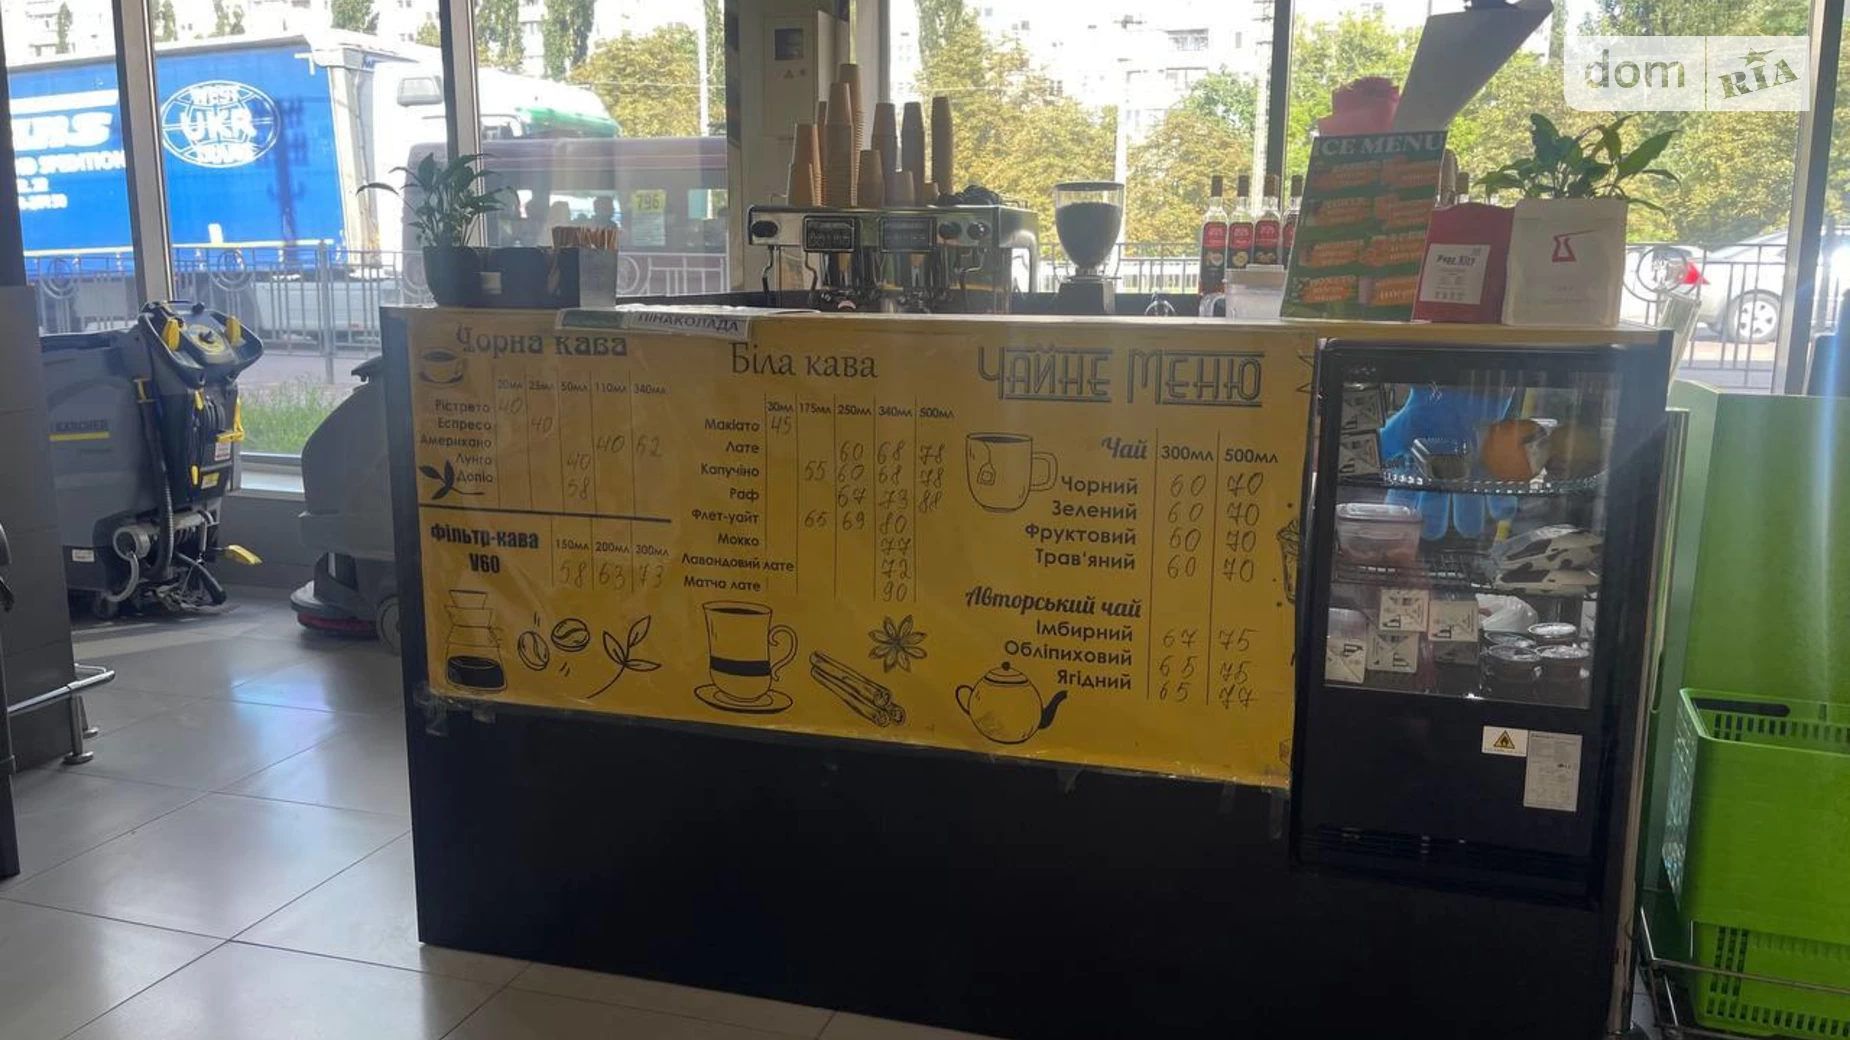 dom RIA
WEST
UKR
TRANS
796
ICE MENU
KARCHER
ПІНАКОЛАДА
Чорна кава
20мл 25мл 50мл 110мл 340мл
Рістрето 40
Еспресо 40
Американо 40 62
Лунго 40
Допіо 58
Фільтр-кава
V60
150мл 200мл 300мл
58 63 73
Біла кава
30мл 175мл 250мл 340мл 500мл
Макіато 45
Лате 60 68 78
Капучіно 55 60 68 78
Раф 67 73 88
Флет-уайт 65 69 80
Мокко 77
Лавандовий лате 72
Матча лате 90
Чайне Меню
Чай 300мл 500мл
Чорний 60 70
Зелений 60 70
Фруктовий 60 70
Трав'яний 60 70
Авторський чай
Імбирний 67 75
Обліпиховий 65 75
Ягідний 65 77